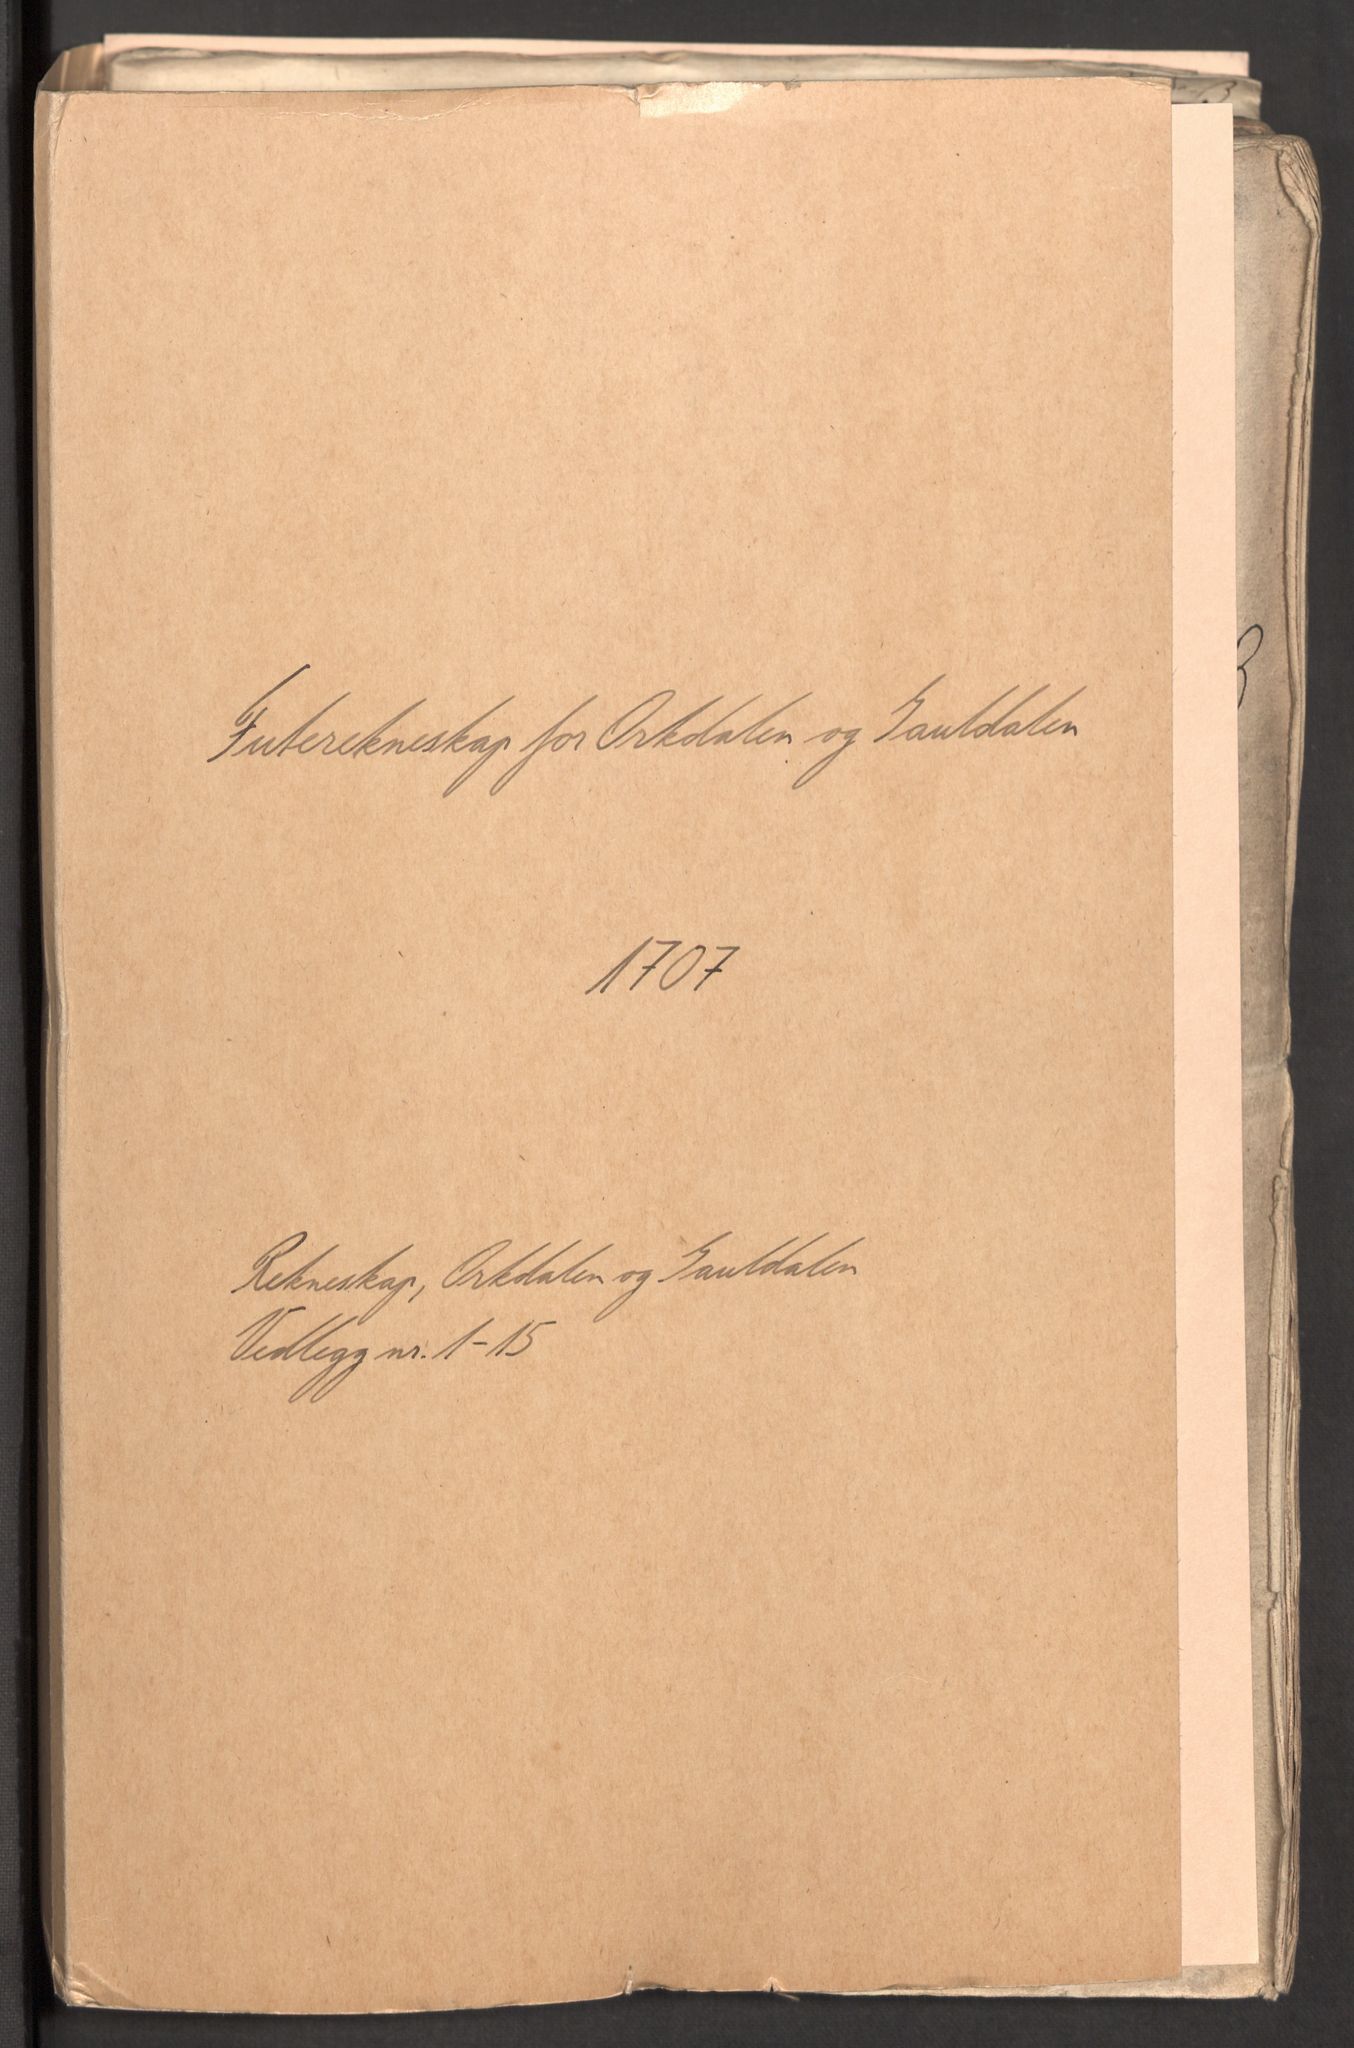 Futerekneskap for Orkdalen og Gauldalen
1707
Rekneskap, Orkdalen og Gauldalen
Vedlegg nr. 1-15